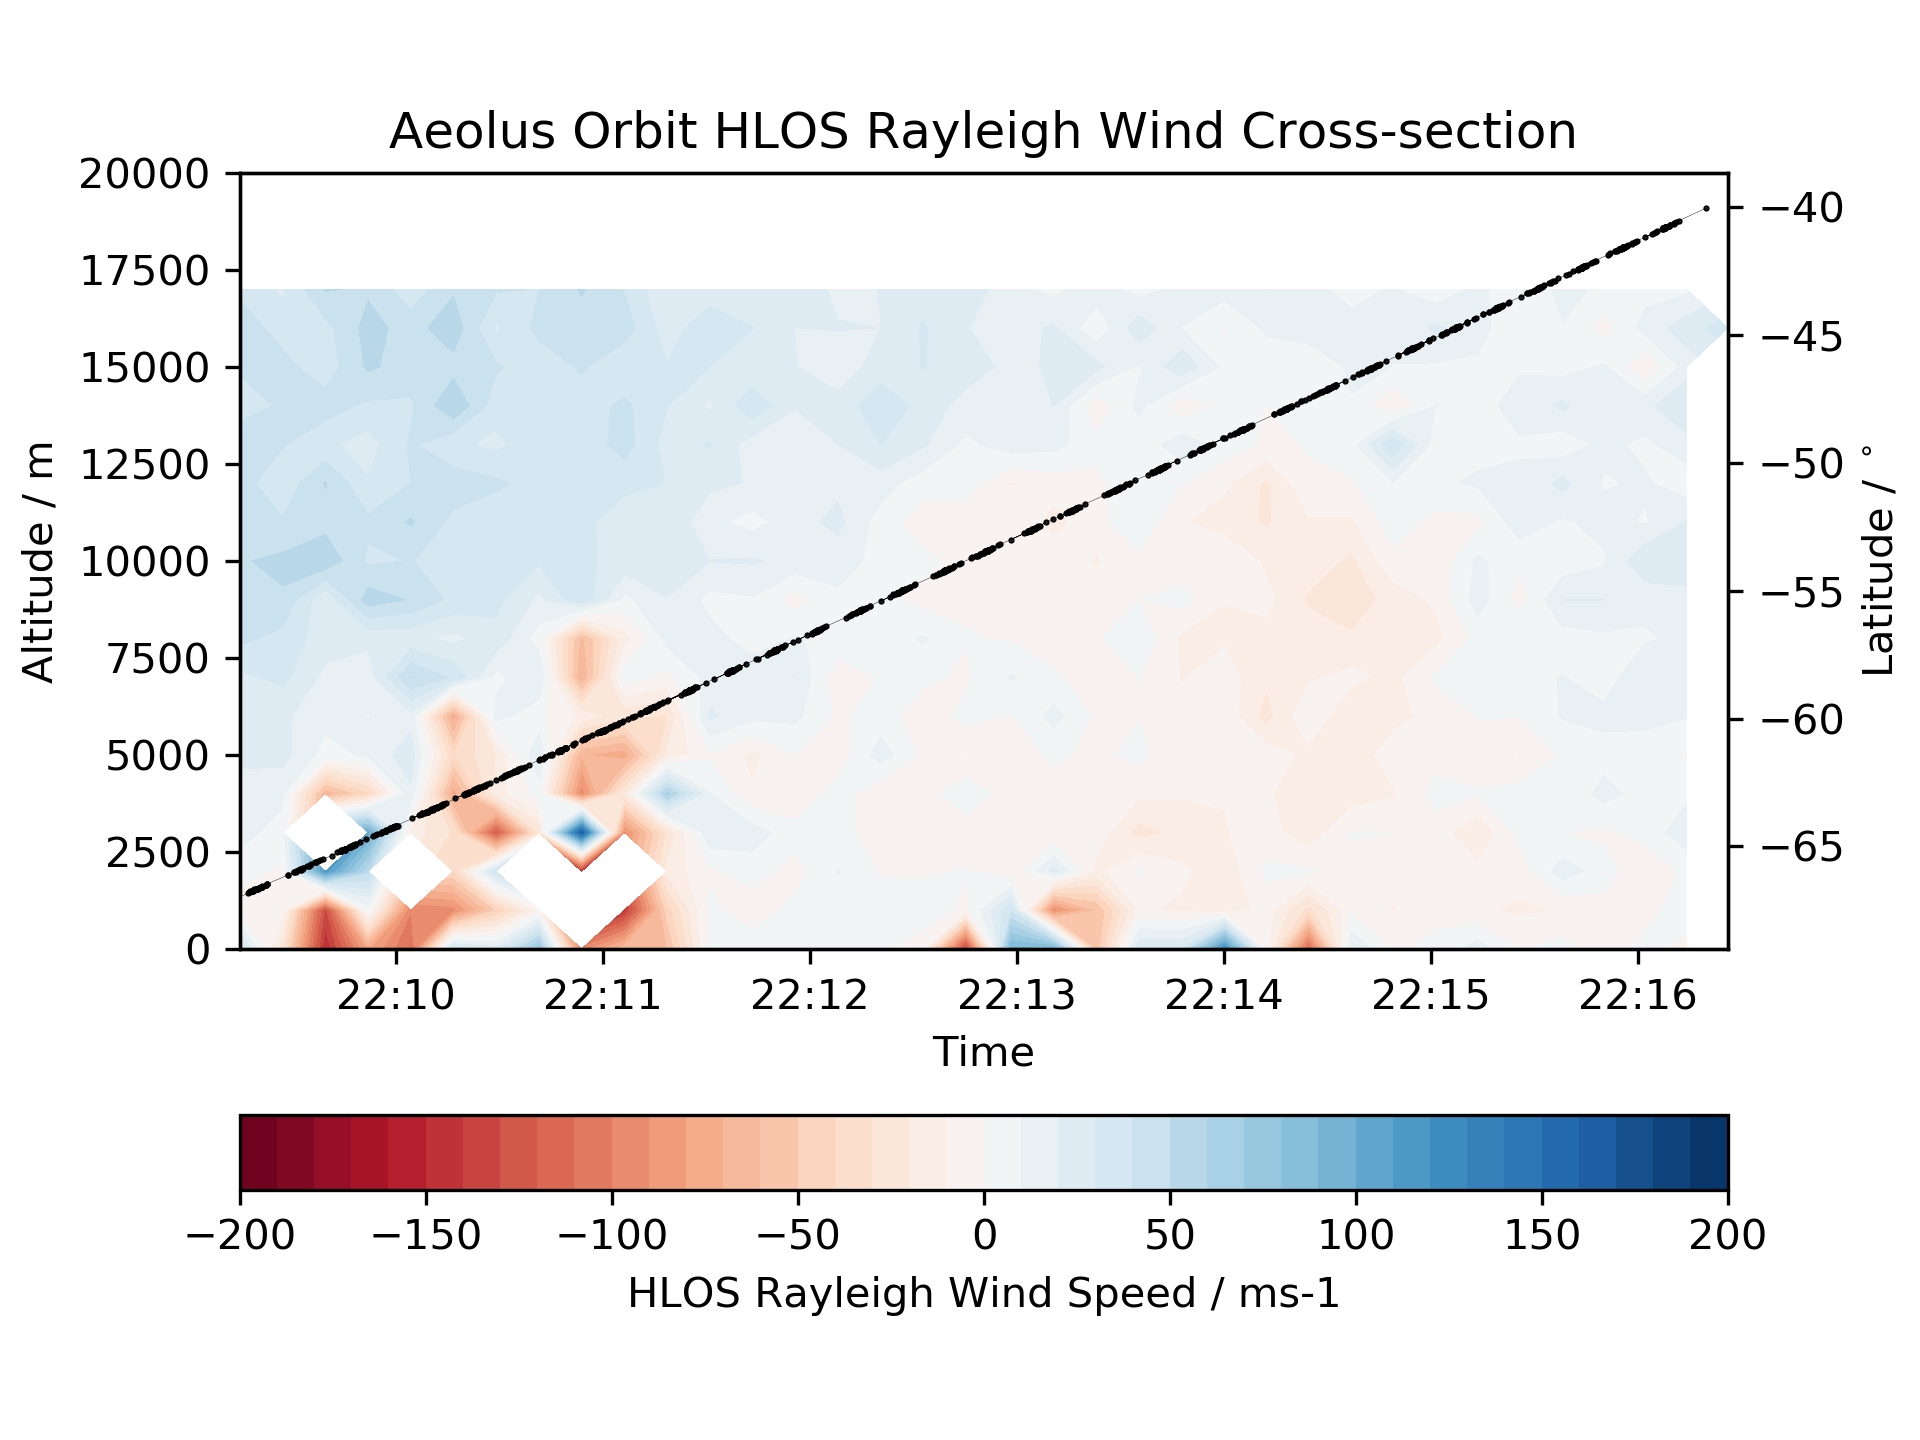 Aeolus Orbit HLOS Rayleigh Wind Cross-section
20000
17500
15000
12500
10000
7500
5000
2500
0
Altitude / m
−40
−45
−50
−55
−60
−65
Latitude / °
22:10 22:11 22:12 22:13 22:14 22:15 22:16
Time
−200 −150 −100 −50 0 50 100 150 200
HLOS Rayleigh Wind Speed / ms-1